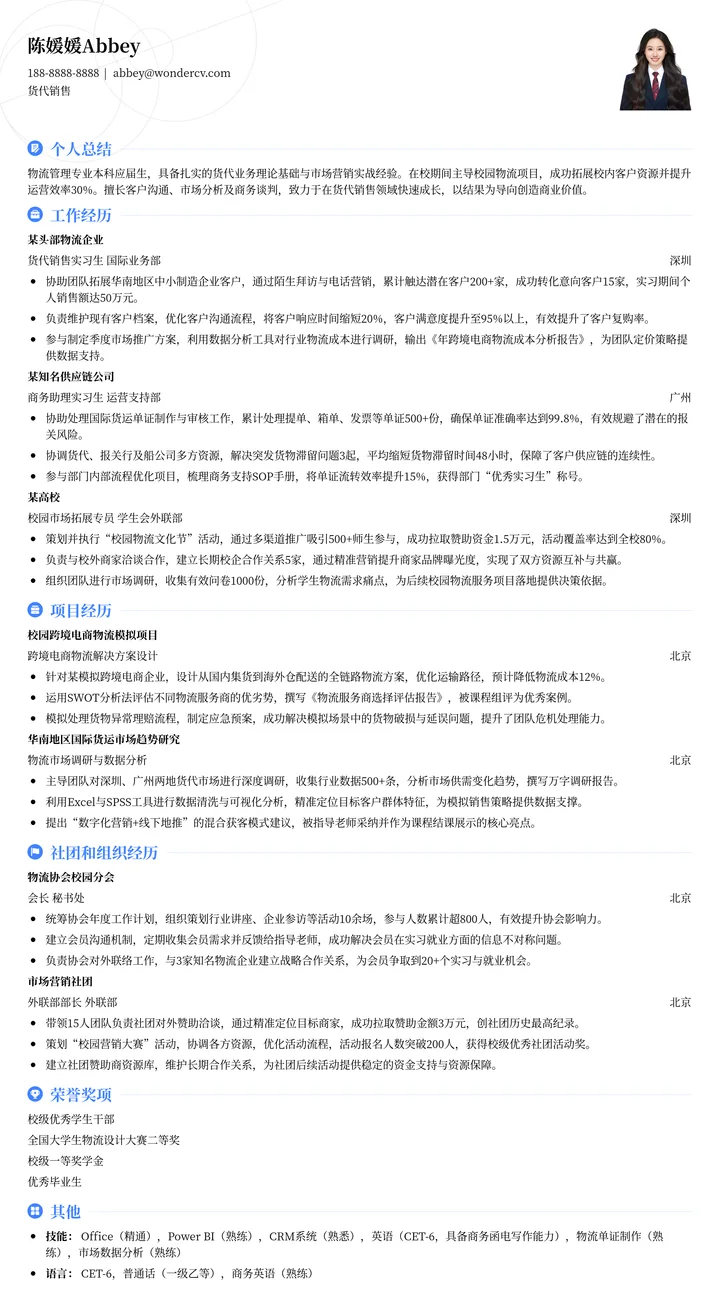 陈媛媛Abbey
188-8888-8888 | abbey@wondercv.com
货代销售
个人总结
物流管理专业本科应届生，具备扎实的货代业务理论基础与市场营销实战经验。在校期间主导校园物流项目，成功拓展校内客户资源并提升
运营效率30%。擅长客户沟通、市场分析及商务谈判，致力于在货代销售领域快速成长，以结果为导向创造商业价值。
工作经历
某头部物流企业
货代销售实习生 国际业务部 深圳
• 协助团队拓展华南地区中小制造企业客户，通过陌生拜访与电话营销，累计触达潜在客户200+家，成功转化意向客户15家，实习期间个
人销售额达50万元。
• 负责维护现有客户档案，优化客户沟通流程，将客户响应时间缩短20%，客户满意度提升至95%以上，有效提升了客户复购率。
• 参与制定季度市场推广方案，利用数据分析工具对行业物流成本进行调研，输出《年跨境电商物流成本分析报告》，为团队定价策略提
供数据支持。
某知名供应链公司
商务助理实习生 运营支持部 广州
• 协助处理国际货运单证制作与审核工作，累计处理提单、箱单、发票等单证500+份，确保单证准确率达到99.8%，有效规避了潜在的报
关风险。
• 协调货代、报关行及船公司多方资源，解决突发货物滞留问题3起，平均缩短货物滞留时间48小时，保障了客户供应链的连续性。
• 参与部门内部流程优化项目，梳理商务支持SOP手册，将单证流转效率提升15%，获得部门“优秀实习生”称号。
某高校
校园市场拓展专员 学生会外联部 深圳
• 策划并执行“校园物流文化节”活动，通过多渠道推广吸引500+师生参与，成功拉取赞助资金1.5万元，活动覆盖率达到全校80%。
• 负责与校外商家洽谈合作，建立长期校企合作关系5家，通过精准营销提升商家品牌曝光度，实现了双方资源互补与共赢。
• 组织团队进行市场调研，收集有效问卷1000份，分析学生物流需求痛点，为后续校园物流服务项目落地提供决策依据。
项目经历
校园跨境电商物流模拟项目
跨境电商物流解决方案设计 北京
• 针对某模拟跨境电商企业，设计从国内集货到海外仓配送的全链路物流方案，优化运输路径，预计降低物流成本12%。
• 运用SWOT分析法评估不同物流服务商的优劣势，撰写《物流服务商选择评估报告》，被课程组评为优秀案例。
• 模拟处理货物异常理赔流程，制定应急预案，成功解决模拟场景中的货物破损与延误问题，提升了团队危机处理能力。
华南地区国际货运市场趋势研究
物流市场调研与数据分析 北京
• 主导团队对深圳、广州两地货代市场进行深度调研，收集行业数据500+条，分析市场供需变化趋势，撰写万字调研报告。
• 利用Excel与SPSS工具进行数据清洗与可视化分析，精准定位目标客户群体特征，为模拟销售策略提供数据支撑。
• 提出“数字化营销+线下地推”的混合获客模式建议，被指导老师采纳并作为课程结课展示的核心亮点。
社团和组织经历
物流协会校园分会
会长 秘书处 北京
• 统筹协会年度工作计划，组织策划行业讲座、企业参访等活动10余场，参与人数累计超800人，有效提升协会影响力。
• 建立会员沟通机制，定期收集会员需求并反馈给指导老师，成功解决会员在实习就业方面的信息不对称问题。
• 负责协会对外联络工作，与3家知名物流企业建立战略合作关系，为会员争取到20+个实习与就业机会。
市场营销社团
外联部部长 外联部 北京
• 带领15人团队负责社团对外赞助洽谈，通过精准定位目标商家，成功拉取赞助金额3万元，创社团历史最高纪录。
• 策划“校园营销大赛”活动，协调各方资源，优化活动流程，活动报名人数突破200人，获得校级优秀社团活动奖。
• 建立社团赞助商资源库，维护长期合作关系，为社团后续活动提供稳定的资金支持与资源保障。
荣誉奖项
校级优秀学生干部
全国大学生物流设计大赛二等奖
校级一等奖学金
优秀毕业生
其他
• 技能： Office（精通）, Power BI（熟练）, CRM系统（熟悉）, 英语（CET-6，具备商务函电写作能力）, 物流单证制作（熟
练）, 市场数据分析（熟练）
• 语言： CET-6，普通话（一级乙等），商务英语（熟练）